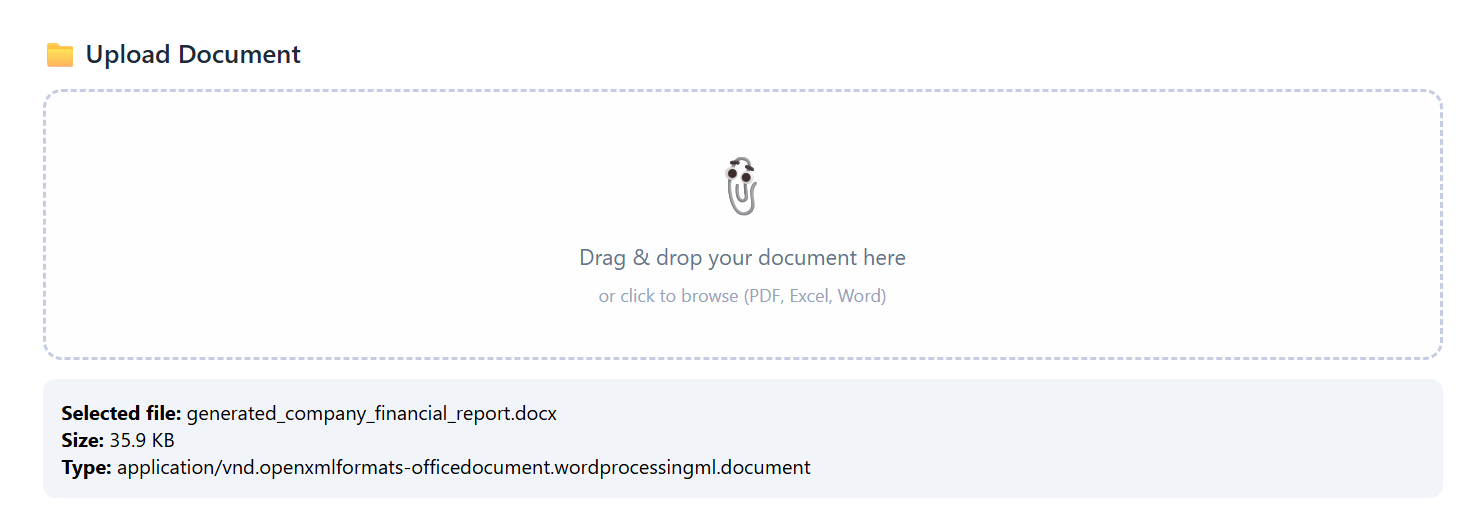 Upload Document
Drag & drop your document here
or click to browse (PDF, Excel, Word)
Selected file: generated_company_financial_report.docx
Size: 35.9 KB
Type: application/vnd.openxmlformats-officedocument.wordprocessingml.document